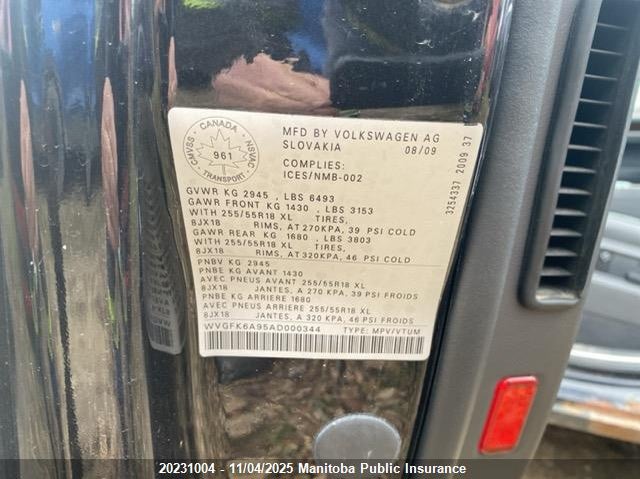 CANADA
CMVSS
NSVAC
961
TRANSPORT
MFD BY VOLKSWAGEN AG
SLOVAKIA 08/09
COMPLIES:
ICES/NMB-002
3254337 2009 37
GVWR KG 2945 , LBS 6493
GAWR FRONT KG 1430 , LBS 3153
WITH 255/55R18 XL TIRES,
8JX18 RIMS, AT 270KPA, 39 PSI COLD
GAWR REAR KG 1680 , LBS 3803
WITH 255/55R18 XL TIRES,
8JX18 RIMS, AT 320KPA, 46 PSI COLD
PNBV KG 2945
PNBE KG AVANT 1430
AVEC PNEUS AVANT 255/55R18 XL
8JX18 JANTES, A 270 KPA, 39 PSI FROIDS
PNBE KG ARRIERE 1680
AVEC PNEUS ARRIERE 255/55R18 XL
8JX18 JANTES, A 320 KPA, 46 PSI FROIDS
WVGFK6A95AD000344 TYPE: MPV/VTUM
20231004 - 11/04/2025 Manitoba Public Insurance